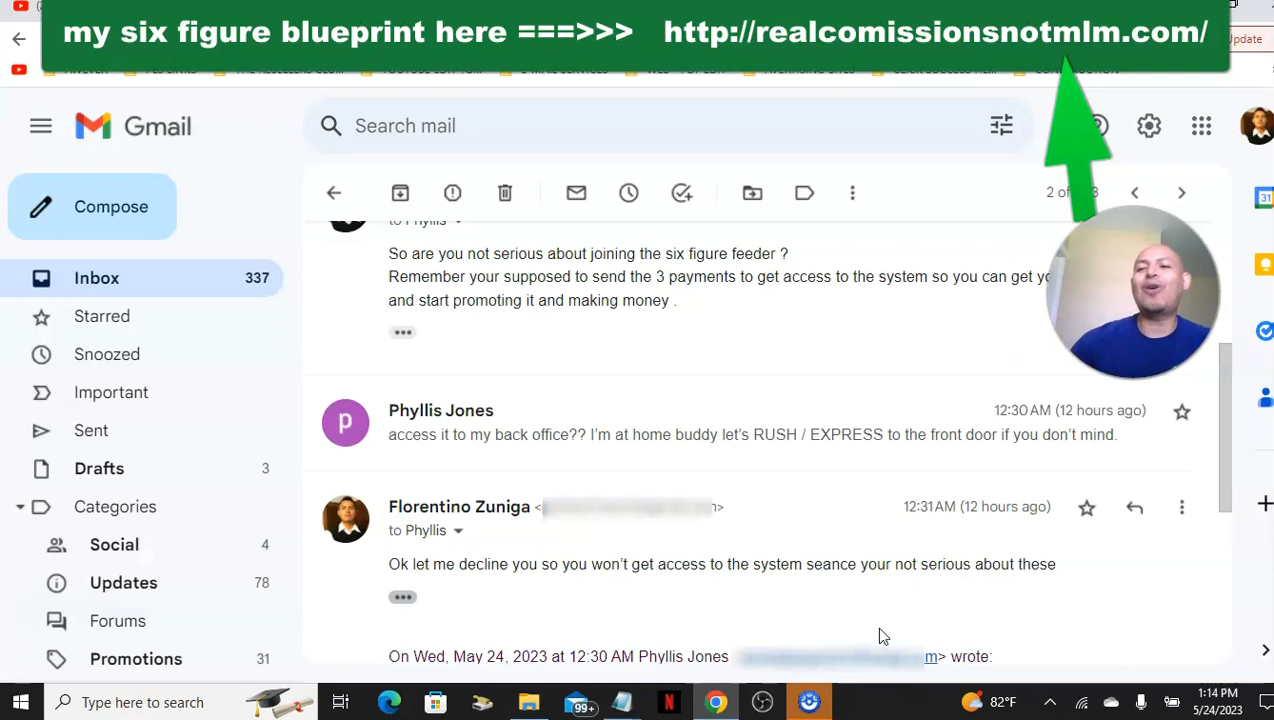 my six figure blueprint here ===>>> http://realcomissionsnotmlm.com/
Update
Gmail
Search mail
Compose
2 of
to Phyllis
Inbox 337
Starred
Snoozed
Important
Sent
Drafts 3
Categories
Social 4
Updates 78
Forums
Promotions 31
So are you not serious about joining the six figure feeder ?
Remember your supposed to send the 3 payments to get access to the system so you can get
and start promoting it and making money .
Phyllis Jones 12:30 AM (12 hours ago)
p
access it to my back office?? I'm at home buddy let's RUSH / EXPRESS to the front door if you don't mind.
Florentino Zuniga 12:31 AM (12 hours ago)
to Phyllis
Ok let me decline you so you won't get access to the system seance your not serious about these
On Wed, May 24, 2023 at 12:30 AM Phyllis Jones m> wrote:
31
Type here to search
99+
N
82°F
1:14 PM
5/24/2023